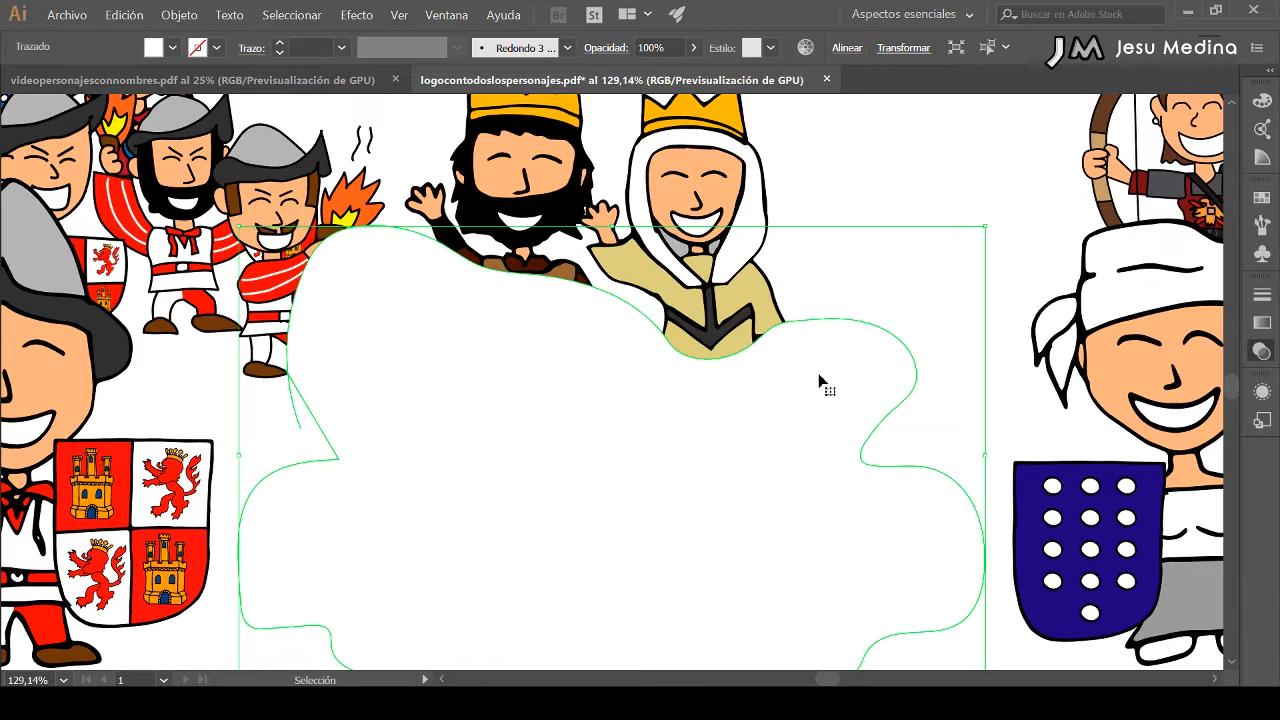 Ai Archivo Edición Objeto Texto Seleccionar Efecto Ver Ventana Ayuda Br St Aspectos esenciales Buscar en Adobe Stock
Trazado Trazo: Redondo 3 ... Opacidad: 100% Estilo: Alinear Transformar JM Jesu Medina
videopersonajesconnombres.pdf al 25% (RGB/Previsualización de GPU) × logocontodoslospersonajes.pdf* al 129,14% (RGB/Previsualización de GPU) ×
129,14% 1 Selección